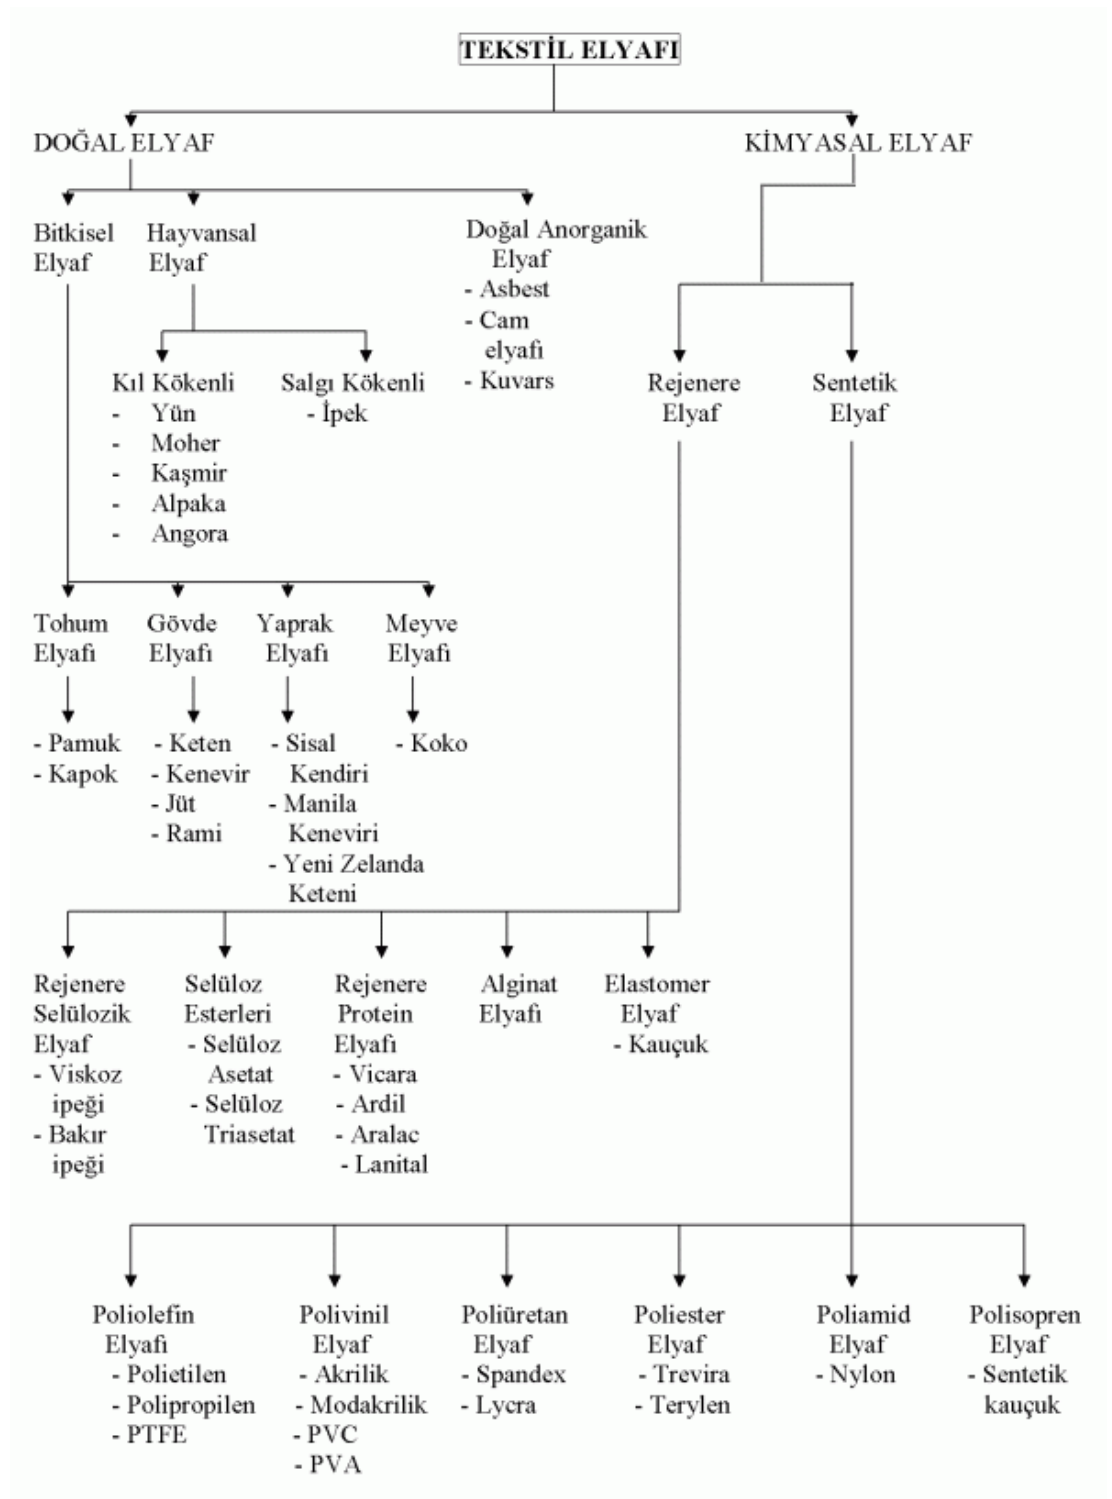 TEKSTİL ELYAFI
DOĞAL ELYAF
KİMYASAL ELYAF
Bitkisel
Elyaf
Hayvansal
Elyaf
Doğal Anorganik
Elyaf
- Asbest
- Cam
elyafı
- Kuvars
Kıl Kökenli
- Yün
- Moher
- Kaşmir
- Alpaka
- Angora
Salgı Kökenli
- İpek
Rejenere
Elyaf
Sentetik
Elyaf
Tohum
Elyafı
Gövde
Elyafı
Yaprak
Elyafı
Meyve
Elyafı
- Pamuk
- Kapok
- Keten
- Kenevir
- Jüt
- Rami
- Sisal
Kendiri
- Manila
Keneviri
- Yeni Zelanda
Keteni
- Koko
Rejenere
Selülozik
Elyaf
- Viskoz
ipeği
- Bakır
ipeği
Selüloz
Esterleri
- Selüloz
Asetat
- Selüloz
Triasetat
Rejenere
Protein
Elyafı
- Vicara
- Ardil
- Aralac
- Lanital
Alginat
Elyafı
Elastomer
Elyaf
- Kauçuk
Poliolefin
Elyafı
- Polietilen
- Polipropilen
- PTFE
Polivinil
Elyaf
- Akrilik
- Modakrilik
- PVC
- PVA
Poliüretan
Elyaf
- Spandex
- Lycra
Poliester
Elyaf
- Trevira
- Terylen
Poliamid
Elyaf
- Nylon
Polisopren
Elyaf
- Sentetik
kauçuk